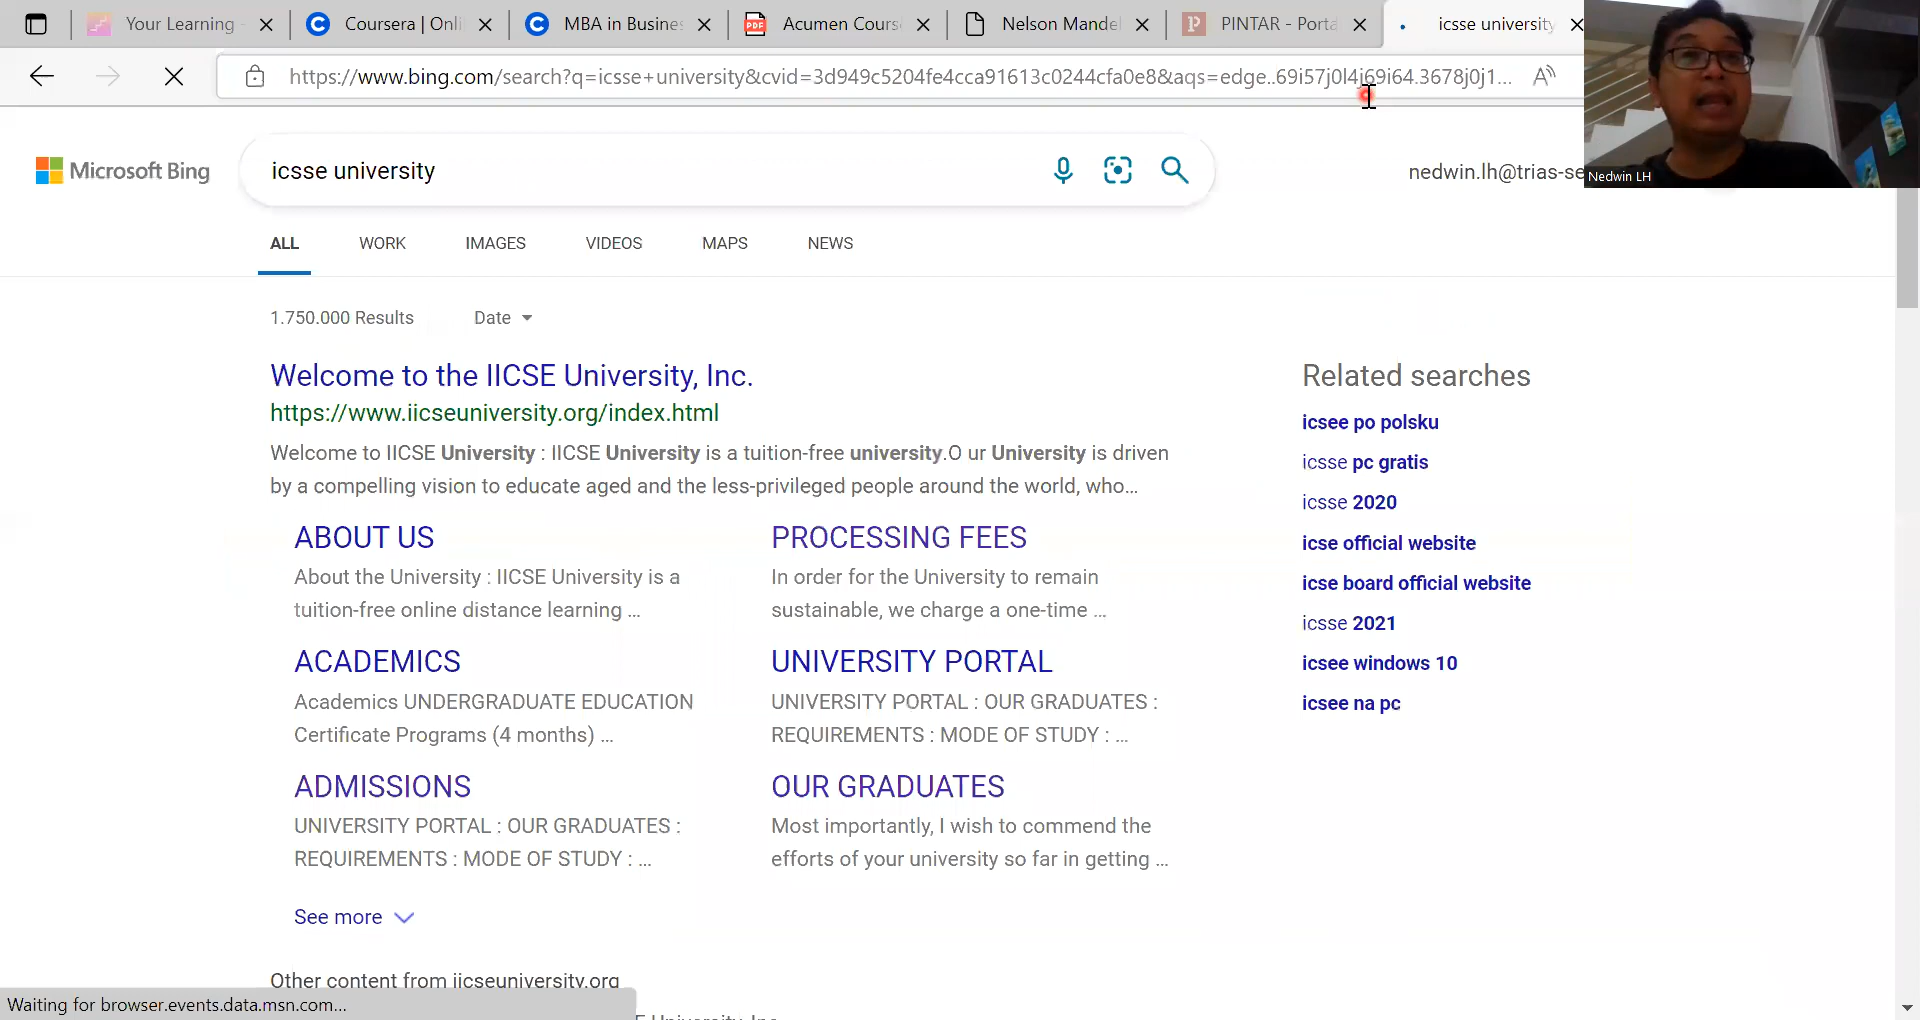 Your Learning -
Coursera | Onli
MBA in Busines
Acumen Cours
Nelson Mandel
PINTAR - Porta
icsse university
https://www.bing.com/search?q=icsse+university&cvid=3d949c5204fe4cca91613c0244cfa0e8&aqs=edge..69i57j0l4j69i64.3678j0j1...
Nedwin LH
Microsoft Bing
icsse university
nedwin.lh@trias-se
ALL
WORK
IMAGES
VIDEOS
MAPS
NEWS
1.750.000 Results
Date
Welcome to the IICSE University, Inc.
https://www.iicseuniversity.org/index.html
Welcome to IICSE University : IICSE University is a tuition-free university.O ur University is driven
by a compelling vision to educate aged and the less-privileged people around the world, who...
ABOUT US
About the University : IICSE University is a
tuition-free online distance learning ...
PROCESSING FEES
In order for the University to remain
sustainable, we charge a one-time ...
ACADEMICS
Academics UNDERGRADUATE EDUCATION
Certificate Programs (4 months) ...
UNIVERSITY PORTAL
UNIVERSITY PORTAL : OUR GRADUATES :
REQUIREMENTS : MODE OF STUDY : ...
ADMISSIONS
UNIVERSITY PORTAL : OUR GRADUATES :
REQUIREMENTS : MODE OF STUDY : ...
OUR GRADUATES
Most importantly, I wish to commend the
efforts of your university so far in getting ...
See more
Other content from iicseuniversity.org
Related searches
icsee po polsku
icsse pc gratis
icsse 2020
icse official website
icse board official website
icsse 2021
icsee windows 10
icsee na pc
Waiting for browser.events.data.msn.com...